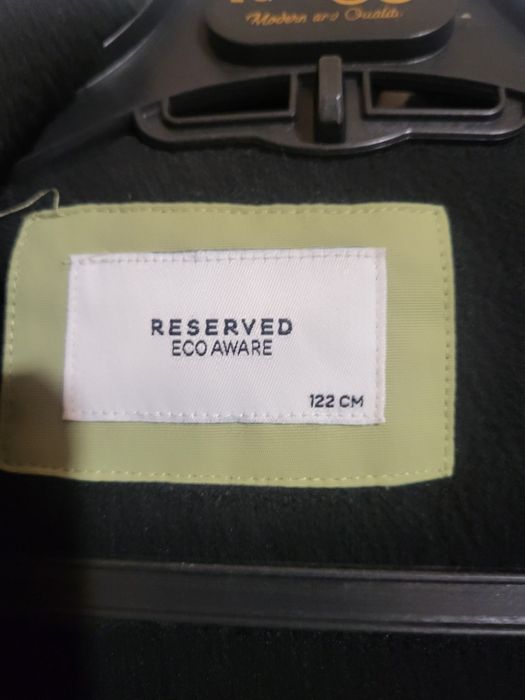 Modern and Quality
RESERVED
ECO AWARE
122 CM